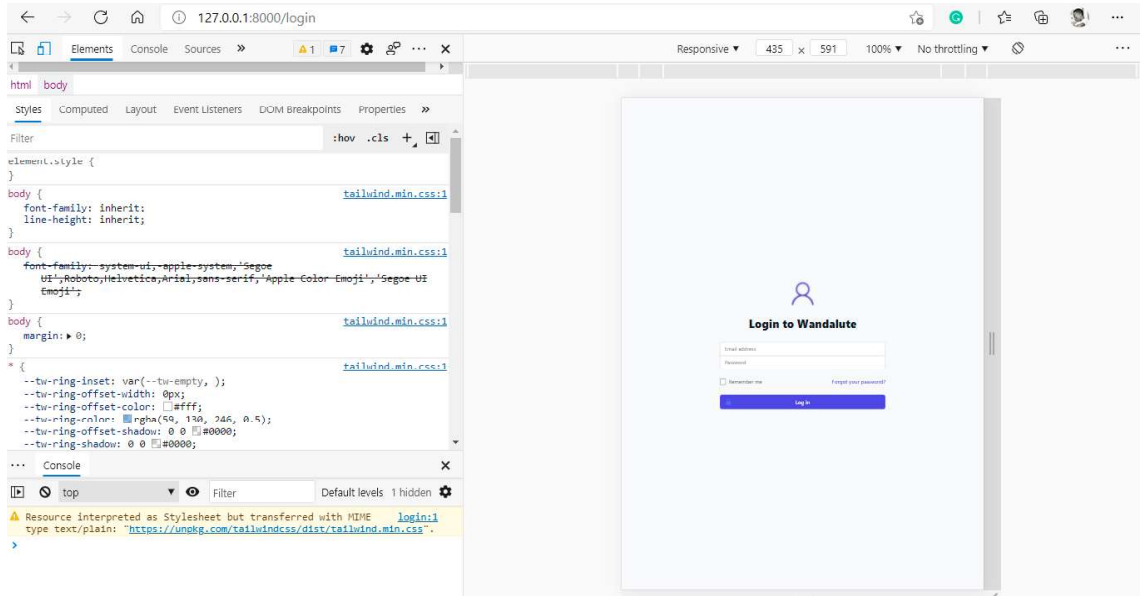 127.0.0.1:8000/login
Elements Console Sources » 1 7 ··· ×
Responsive ▼ 435 x 591 100% ▼ No throttling ▼ ···
html body
Styles Computed Layout Event Listeners DOM Breakpoints Properties »
Filter :hov .cls +
element.style {
}
body { tailwind.min.css:1
font-family: inherit;
line-height: inherit;
}
body { tailwind.min.css:1
font-family: system-ui,-apple-system,'Segoe
UI',Roboto,Helvetica,Arial,sans-serif,'Apple Color Emoji','Segoe UI
Emoji';
}
body { tailwind.min.css:1
margin:▶ 0;
}
* { tailwind.min.css:1
--tw-ring-inset: var(--tw-empty, );
--tw-ring-offset-width: 0px;
--tw-ring-offset-color: #fff;
--tw-ring-color: rgba(59, 130, 246, 0.5);
--tw-ring-offset-shadow: 0 0 #0000;
--tw-ring-shadow: 0 0 #0000;
··· Console ×
top ▼ Filter Default levels 1 hidden
Resource interpreted as Stylesheet but transferred with MIME login:1
type text/plain: "https://unpkg.com/tailwindcss/dist/tailwind.min.css".
>
Login to Wandalute
Email address
Password
Remember me Forgot your password?
Log in